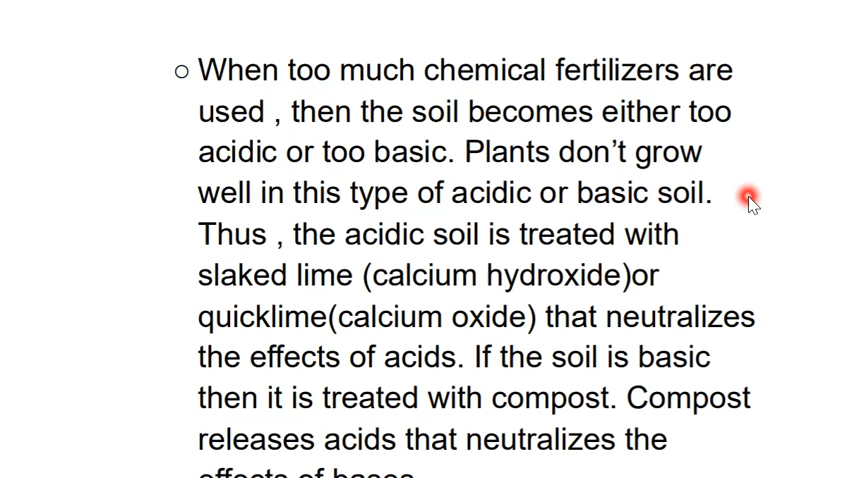 ○ When too much chemical fertilizers are
used , then the soil becomes either too
acidic or too basic. Plants don’t grow
well in this type of acidic or basic soil.
Thus , the acidic soil is treated with
slaked lime (calcium hydroxide)or
quicklime(calcium oxide) that neutralizes
the effects of acids. If the soil is basic
then it is treated with compost. Compost
releases acids that neutralizes the
effects of bases.